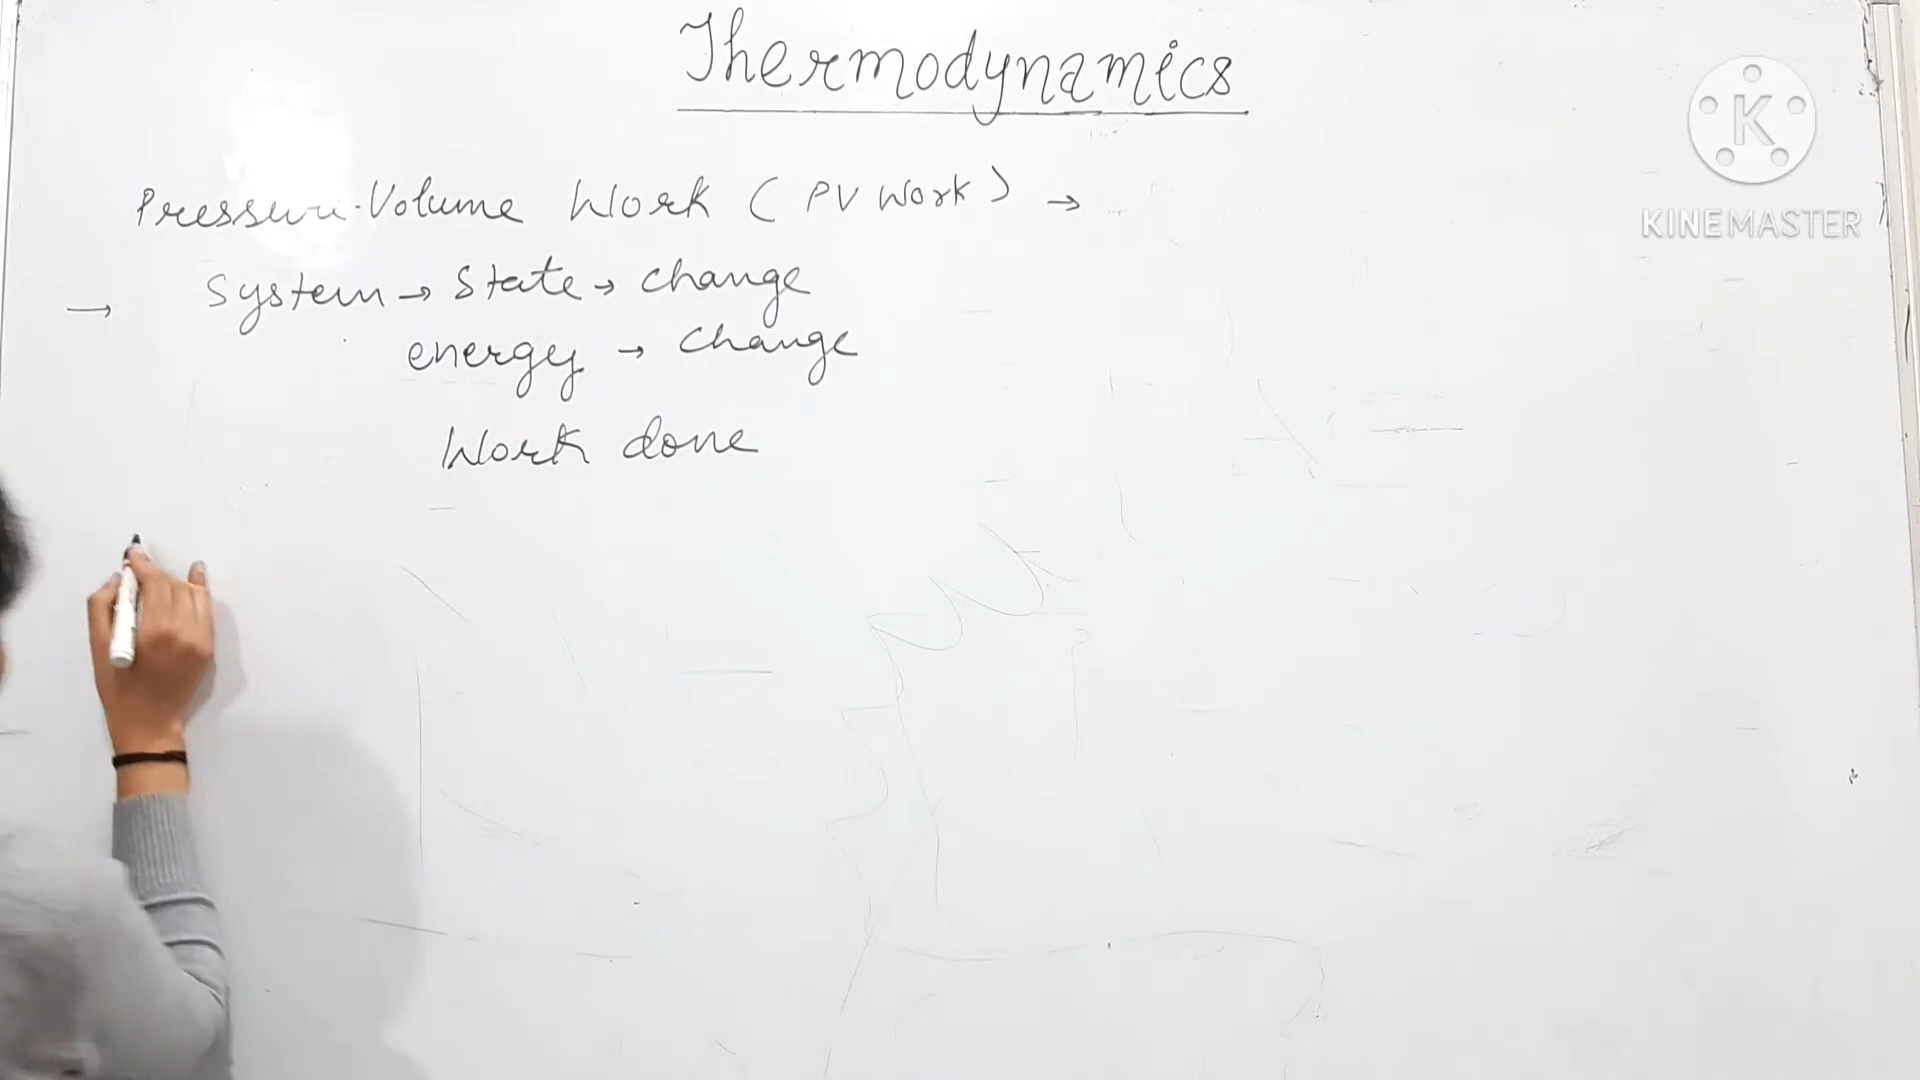 Thermodynamics
Pressure-Volume Work (PV Work) →
→ System → State → change
energy → change
Work done
K
KINEMASTER